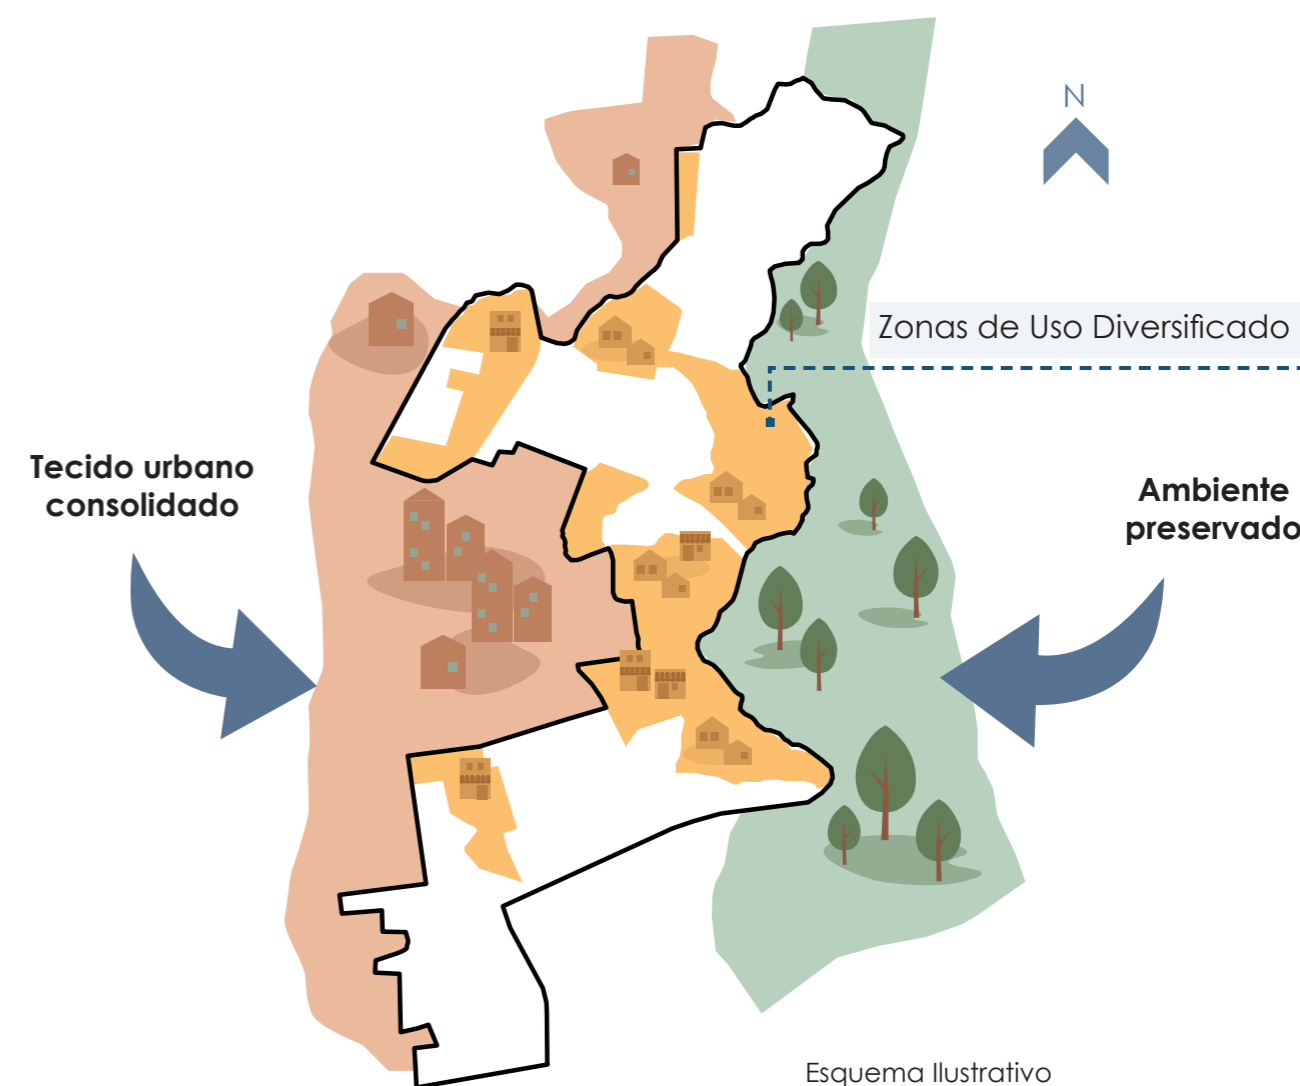 N
Zonas de Uso Diversificado
Tecido urbano
consolidado
Ambiente
preservado
Esquema Ilustrativo